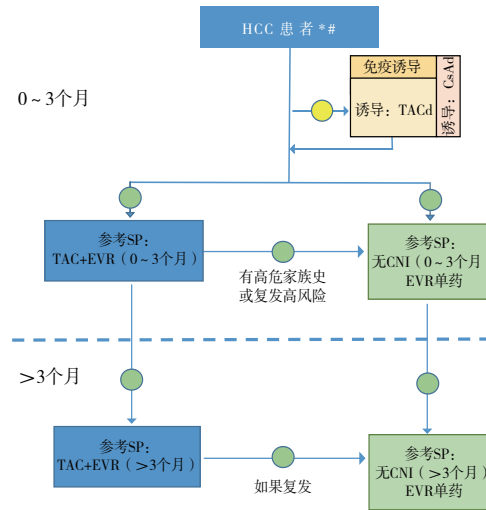 HCC 患者*#
免疫诱导
诱导：TACd
诱导：CsAd
0~3个月
参考SP：
TAC+EVR（0~3个月）
有高危家族史
或复发高风险
参考SP：
无CNI（0~3个月
EVR单药
>3个月
参考SP：
TAC+EVR（>3个月）
如果复发
参考SP：
无CNI（>3个月）
EVR单药